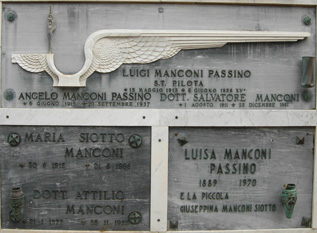 LUIGI MANCONI PASSINO
S.T. PILOTA
ANGELO MANCONI PASSINO
DOTT. SALVATORE MANCONI
MARIA SIOTTO
MANCONI
DOTT ATTILIO
MANCONI
LUISA MANCONI
PASSINO
1889 1970
E LA PICCOLA
GIUSEPPINA MANCONI SIOTTO